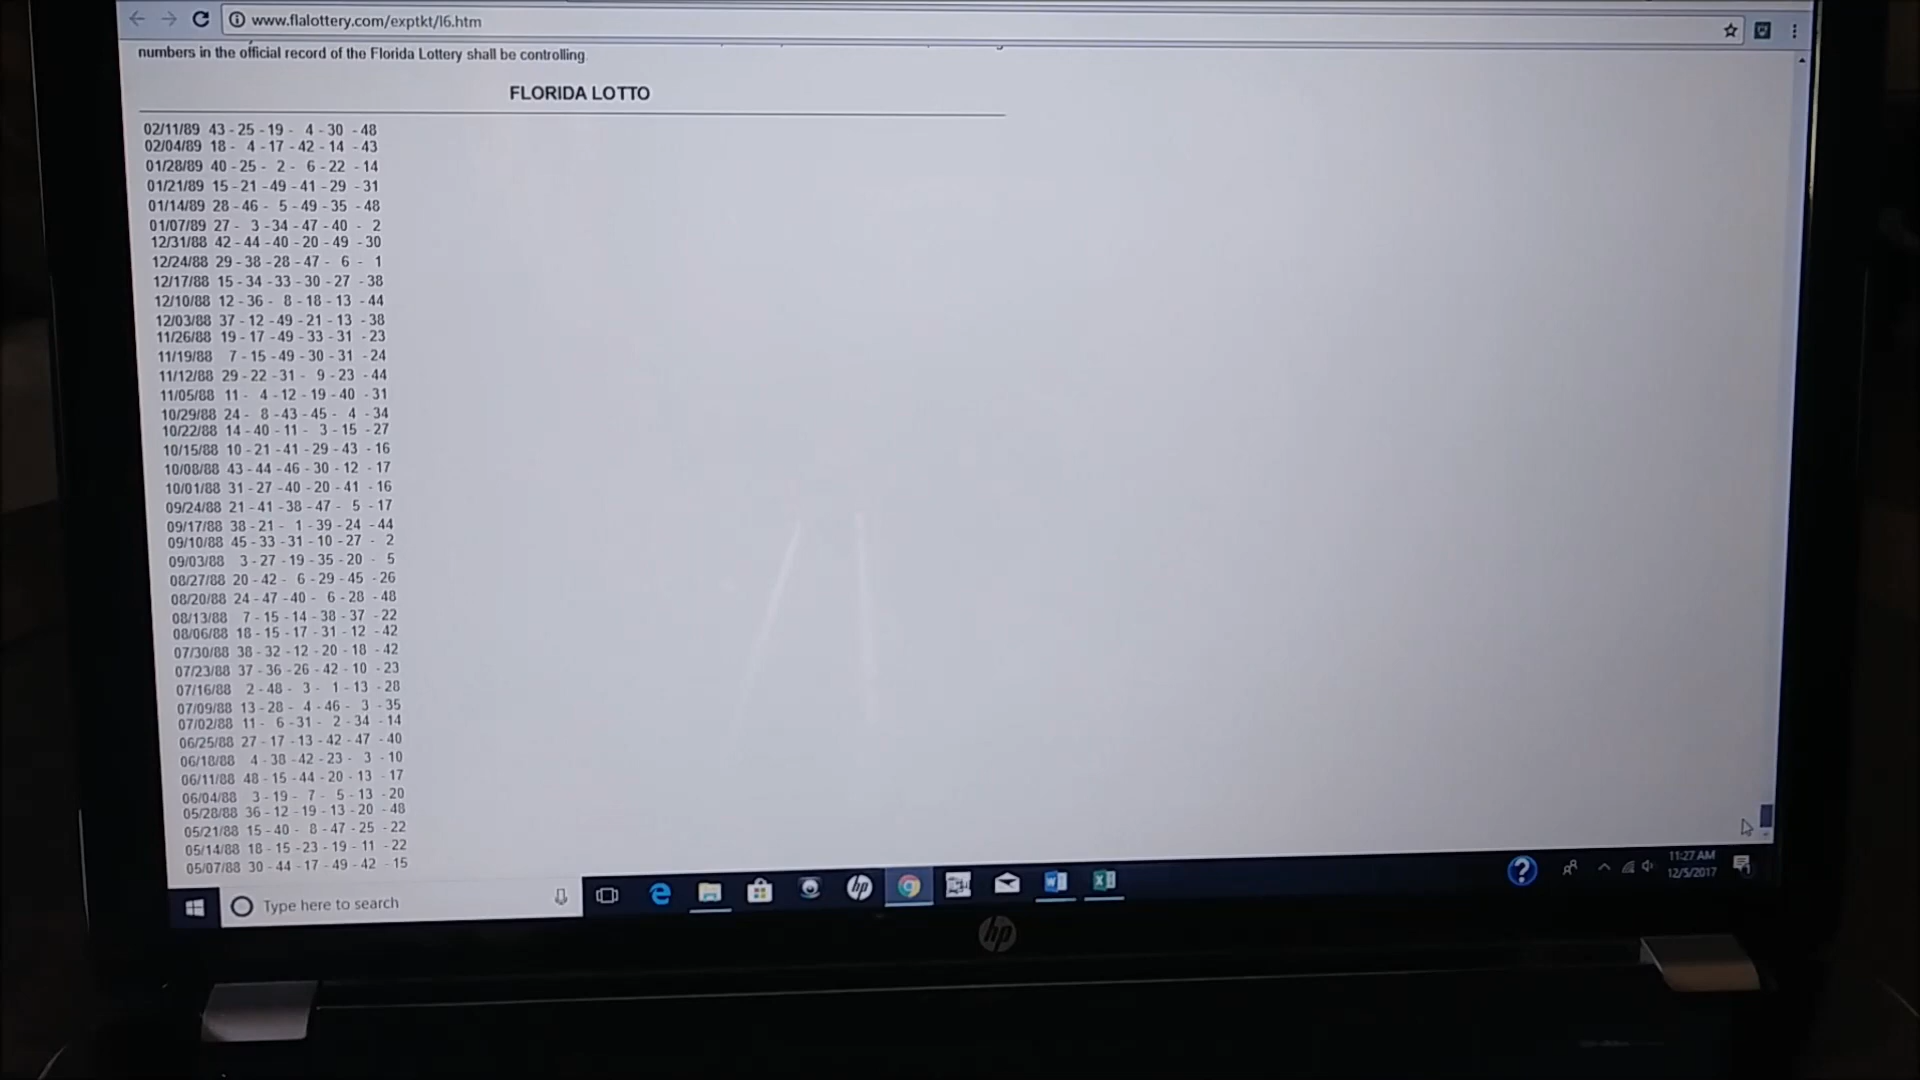 www.flalottery.com/exptkt/l6.htm
numbers in the official record of the Florida Lottery shall be controlling
FLORIDA LOTTO
02/11/89 43 - 25 - 19 - 4 - 30 - 48
02/04/89 18 - 4 - 17 - 42 - 14 - 43
01/28/89 40 - 25 - 2 - 6 - 22 - 14
01/21/89 15 - 21 - 49 - 41 - 29 - 31
01/14/89 28 - 46 - 5 - 49 - 35 - 48
01/07/89 27 - 3 - 34 - 47 - 40 - 2
12/31/88 42 - 44 - 40 - 20 - 49 - 30
12/24/88 29 - 38 - 28 - 47 - 6 - 1
12/17/88 15 - 34 - 33 - 30 - 27 - 38
12/10/88 12 - 36 - 8 - 18 - 13 - 44
12/03/88 37 - 12 - 49 - 21 - 13 - 38
11/26/88 19 - 17 - 49 - 33 - 31 - 23
11/19/88 7 - 15 - 49 - 30 - 31 - 24
11/12/88 29 - 22 - 31 - 9 - 23 - 44
11/05/88 11 - 4 - 12 - 19 - 40 - 31
10/29/88 24 - 8 - 43 - 45 - 4 - 34
10/22/88 14 - 40 - 11 - 3 - 15 - 27
10/15/88 10 - 21 - 41 - 29 - 43 - 16
10/08/88 43 - 44 - 46 - 30 - 12 - 17
10/01/88 31 - 27 - 40 - 20 - 41 - 16
09/24/88 21 - 41 - 38 - 47 - 5 - 17
09/17/88 38 - 21 - 1 - 39 - 24 - 44
09/10/88 45 - 33 - 31 - 10 - 27 - 2
09/03/88 3 - 27 - 19 - 35 - 20 - 5
08/27/88 20 - 42 - 6 - 29 - 45 - 26
08/20/88 24 - 47 - 40 - 6 - 28 - 48
08/13/88 7 - 15 - 14 - 38 - 37 - 22
08/06/88 18 - 15 - 17 - 31 - 12 - 42
07/30/88 38 - 32 - 12 - 20 - 18 - 42
07/23/88 37 - 36 - 26 - 42 - 10 - 23
07/16/88 2 - 48 - 3 - 1 - 13 - 28
07/09/88 13 - 28 - 4 - 46 - 3 - 35
07/02/88 11 - 6 - 31 - 2 - 34 - 14
06/25/88 27 - 17 - 13 - 42 - 47 - 40
06/18/88 4 - 38 - 42 - 23 - 3 - 10
06/11/88 48 - 15 - 44 - 20 - 13 - 17
06/04/88 3 - 19 - 7 - 5 - 13 - 20
05/28/88 36 - 12 - 19 - 13 - 20 - 48
05/21/88 15 - 40 - 8 - 47 - 25 - 22
05/14/88 18 - 15 - 23 - 19 - 11 - 22
05/07/88 30 - 44 - 17 - 49 - 42 - 15
Type here to search
hp
11:27 AM
12/5/2017
hp